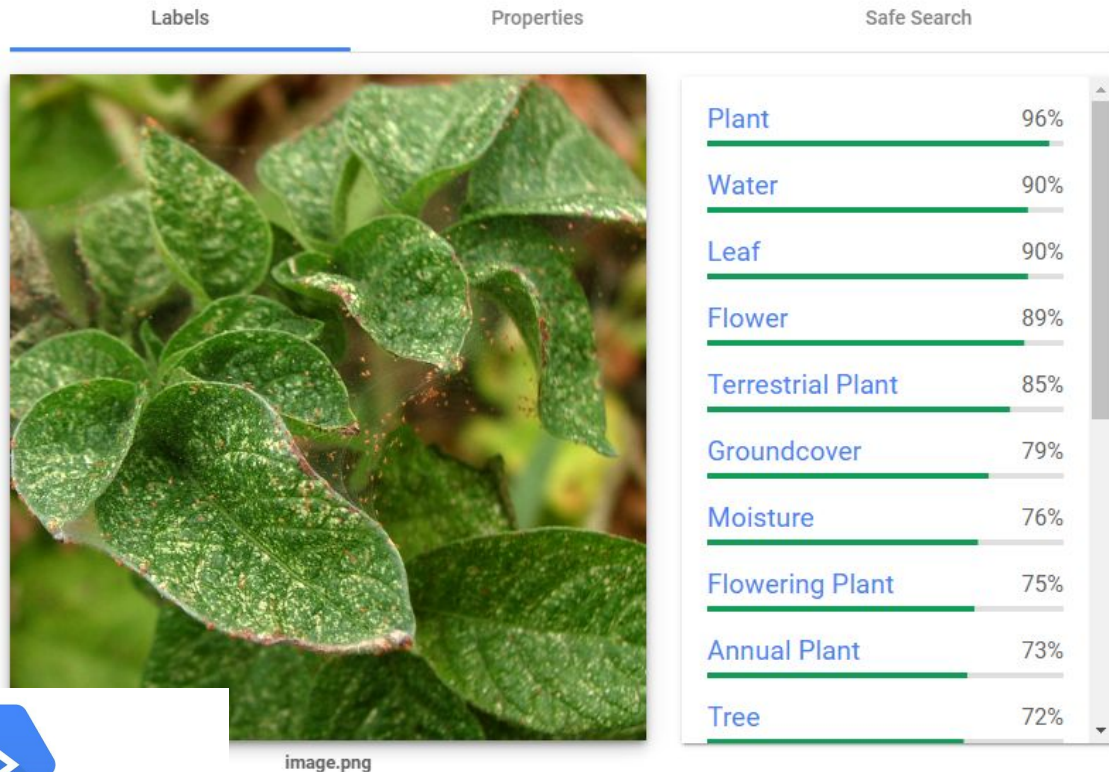 Labels Properties Safe Search
Plant 96%
Water 90%
Leaf 90%
Flower 89%
Terrestrial Plant 85%
Groundcover 79%
Moisture 76%
Flowering Plant 75%
Annual Plant 73%
Tree 72%
image.png